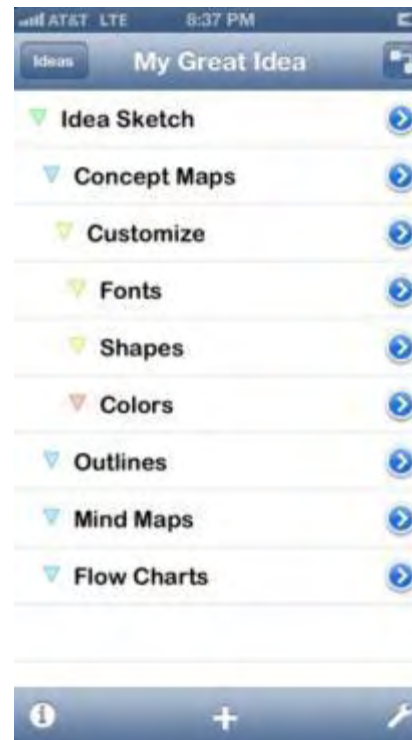 AT&T LTE 8:37 PM
Ideas My Great Idea
Idea Sketch
Concept Maps
Customize
Fonts
Shapes
Colors
Outlines
Mind Maps
Flow Charts